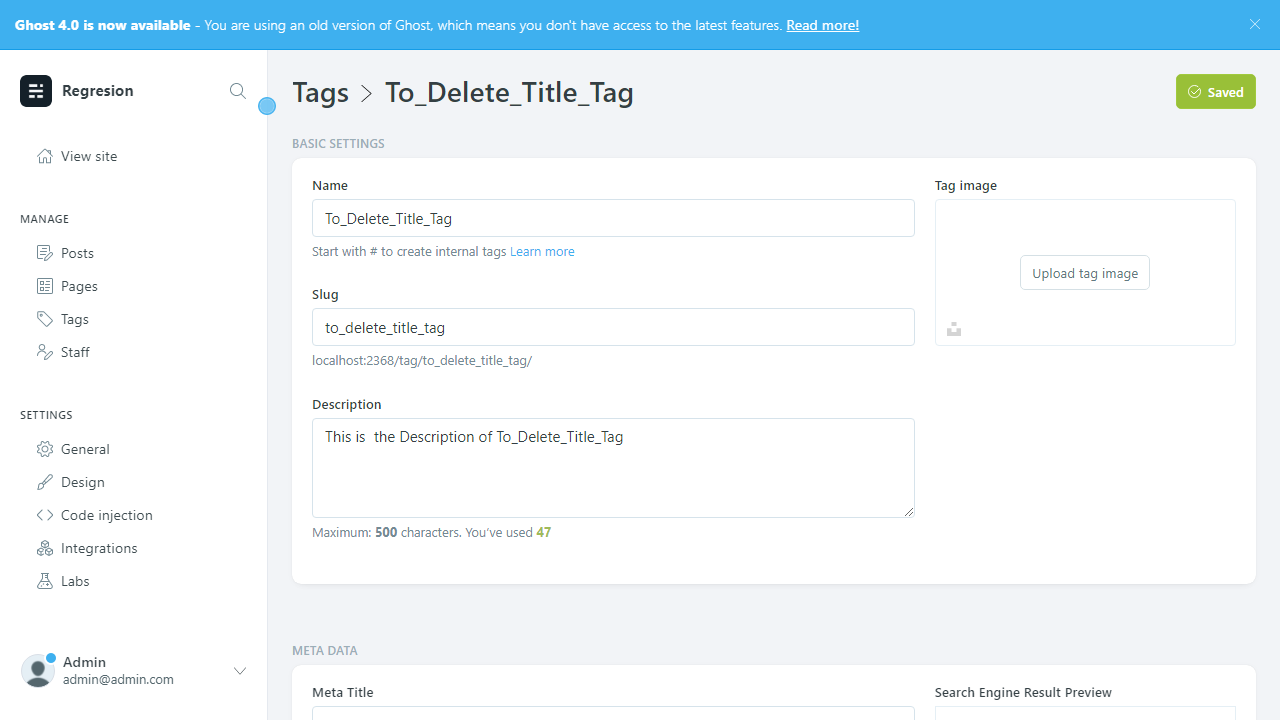 Ghost 4.0 is now available - You are using an old version of Ghost, which means you don't have access to the latest features. Read more!
Regresion
View site
MANAGE
Posts
Pages
Tags
Staff
SETTINGS
General
Design
Code injection
Integrations
Labs
Admin
admin@admin.com
Tags > To_Delete_Title_Tag
Saved
BASIC SETTINGS
Name
To_Delete_Title_Tag
Start with # to create internal tags Learn more
Slug
to_delete_title_tag
localhost:2368/tag/to_delete_title_tag/
Description
This is  the Description of To_Delete_Title_Tag
Maximum: 500 characters. You’ve used 47
Tag image
Upload tag image
META DATA
Meta Title
Search Engine Result Preview